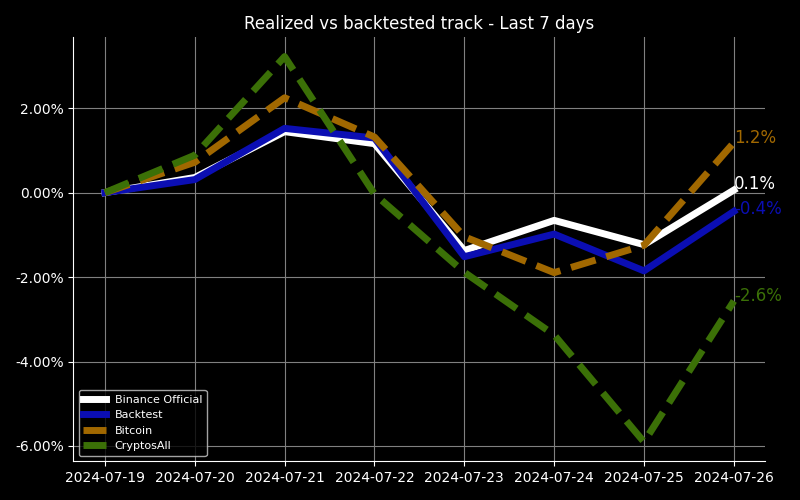 Realized vs backtested track - Last 7 days
2.00%
0.00%
-2.00%
-4.00%
-6.00%
1.2%
0.1%
-0.4%
-2.6%
Binance Official
Backtest
Bitcoin
CryptosAll
2024-07-19 2024-07-20 2024-07-21 2024-07-22 2024-07-23 2024-07-24 2024-07-25 2024-07-26